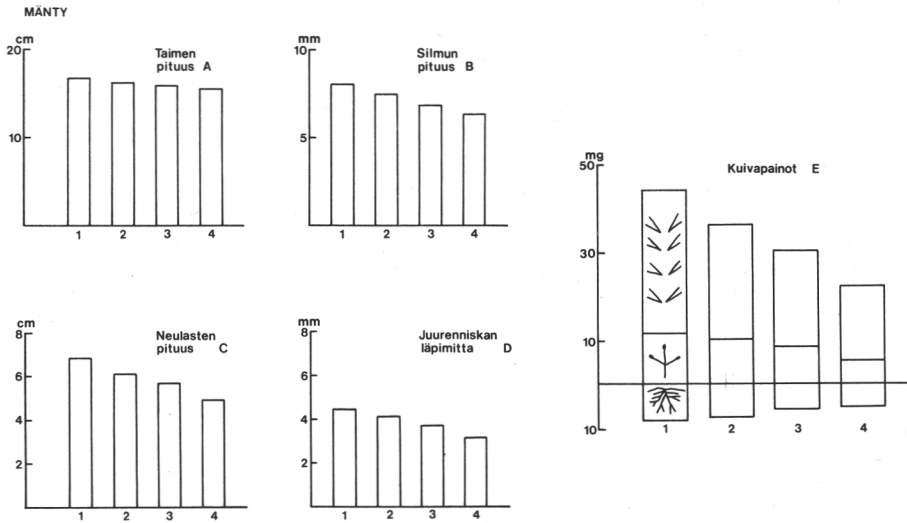 MÄNTY
cm
Taimen
pituus A
20
10
1 2 3 4
mm
Silmun
pituus B
10
5
1 2 3 4
cm
Neulasten
pituus C
8
6
4
2
1 2 3 4
mm
Juurenniskan
läpimitta D
8
6
4
2
1 2 3 4
mg
Kuivapainot E
50
30
10
10
1 2 3 4